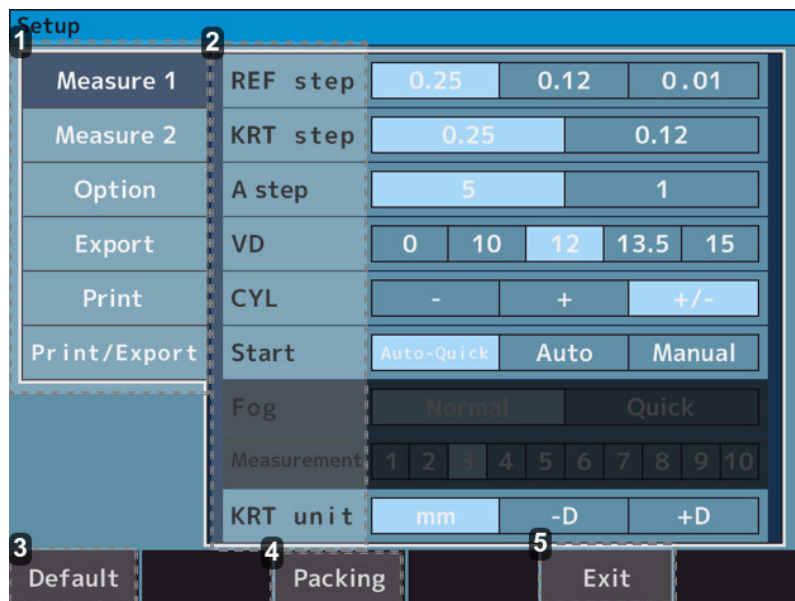 Setup
1
2
Measure 1
Measure 2
Option
Export
Print
Print/Export
REF step 0.25 0.12 0.01
KRT step 0.25 0.12
A step 5 1
VD 0 10 12 13.5 15
CYL - + +/-
Start Auto-Quick Auto Manual
Fog Normal Quick
Measurement 1 2 3 4 5 6 7 8 9 10
KRT unit mm -D +D
3 4 5
Default Packing Exit